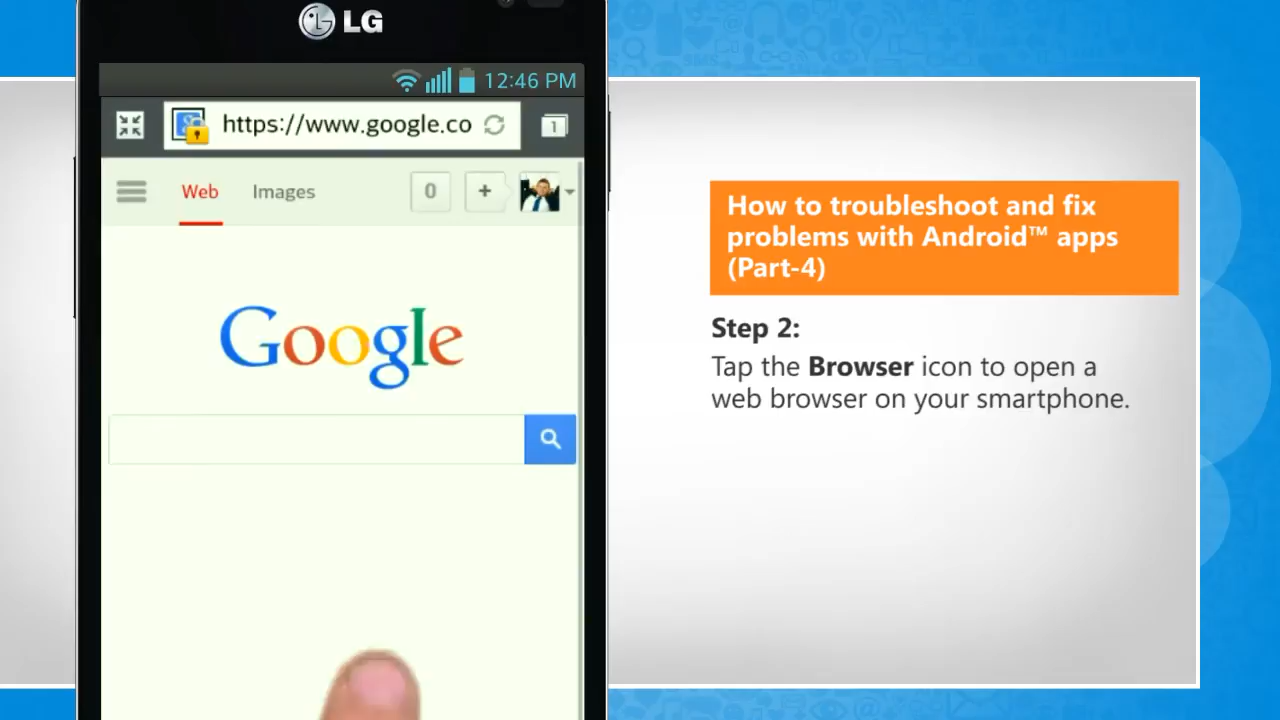 LG
12:46 PM
https://www.google.co
1
Web
Images
0
+
Google
How to troubleshoot and fix
problems with Android™ apps
(Part-4)
Step 2:
Tap the Browser icon to open a
web browser on your smartphone.